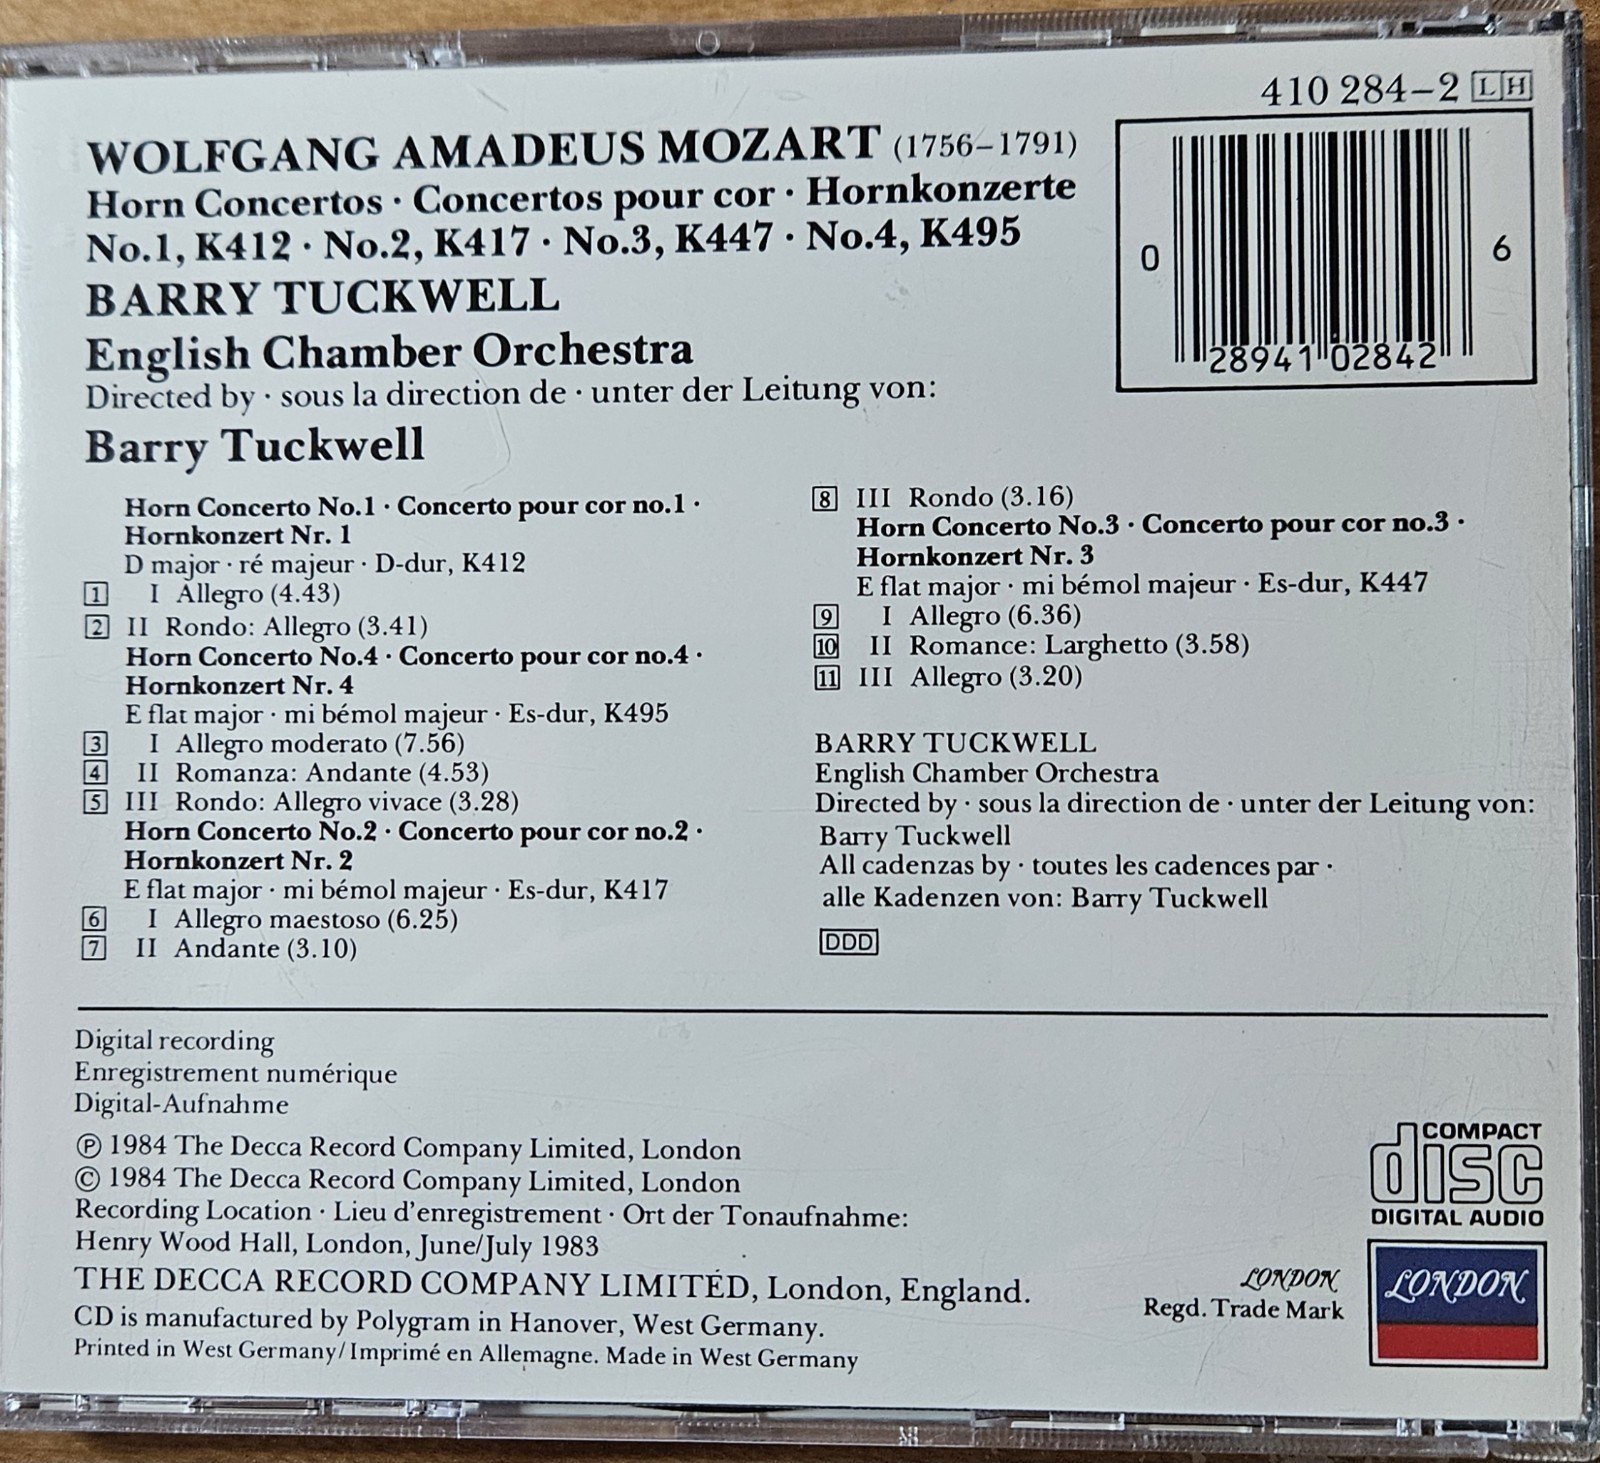 410 284-2 LH
WOLFGANG AMADEUS MOZART (1756–1791)
Horn Concertos · Concertos pour cor · Hornkonzerte
No.1, K412 · No.2, K417 · No.3, K447 · No.4, K495
BARRY TUCKWELL
English Chamber Orchestra
Directed by · sous la direction de · unter der Leitung von:
Barry Tuckwell
0 28941 02842 6
Horn Concerto No.1 · Concerto pour cor no.1 ·
Hornkonzert Nr. 1
D major · ré majeur · D-dur, K412
1 I Allegro (4.43)
2 II Rondo: Allegro (3.41)
Horn Concerto No.4 · Concerto pour cor no.4 ·
Hornkonzert Nr. 4
E flat major · mi bémol majeur · Es-dur, K495
3 I Allegro moderato (7.56)
4 II Romanza: Andante (4.53)
5 III Rondo: Allegro vivace (3.28)
Horn Concerto No.2 · Concerto pour cor no.2 ·
Hornkonzert Nr. 2
E flat major · mi bémol majeur · Es-dur, K417
6 I Allegro maestoso (6.25)
7 II Andante (3.10)
8 III Rondo (3.16)
Horn Concerto No.3 · Concerto pour cor no.3 ·
Hornkonzert Nr. 3
E flat major · mi bémol majeur · Es-dur, K447
9 I Allegro (6.36)
10 II Romance: Larghetto (3.58)
11 III Allegro (3.20)
BARRY TUCKWELL
English Chamber Orchestra
Directed by · sous la direction de · unter der Leitung von:
Barry Tuckwell
All cadenzas by · toutes les cadences par ·
alle Kadenzen von: Barry Tuckwell
DDD
Digital recording
Enregistrement numérique
Digital-Aufnahme
℗ 1984 The Decca Record Company Limited, London
© 1984 The Decca Record Company Limited, London
Recording Location · Lieu d'enregistrement · Ort der Tonaufnahme:
Henry Wood Hall, London, June/July 1983
THE DECCA RECORD COMPANY LIMITED, London, England.
CD is manufactured by Polygram in Hanover, West Germany.
Printed in West Germany/Imprimé en Allemagne. Made in West Germany
COMPACT
disc
DIGITAL AUDIO
LONDON
Regd. Trade Mark
LONDON